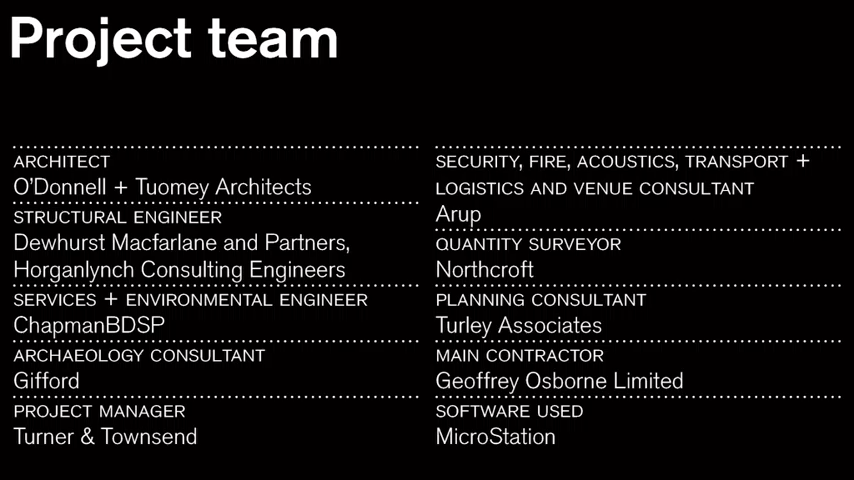 Project team
ARCHITECT
O'Donnell + Tuomey Architects
STRUCTURAL ENGINEER
Dewhurst Macfarlane and Partners,
Horganlynch Consulting Engineers
SERVICES + ENVIRONMENTAL ENGINEER
ChapmanBDSP
ARCHAEOLOGY CONSULTANT
Gifford
PROJECT MANAGER
Turner & Townsend
SECURITY, FIRE, ACOUSTICS, TRANSPORT +
LOGISTICS AND VENUE CONSULTANT
Arup
QUANTITY SURVEYOR
Northcroft
PLANNING CONSULTANT
Turley Associates
MAIN CONTRACTOR
Geoffrey Osborne Limited
SOFTWARE USED
MicroStation